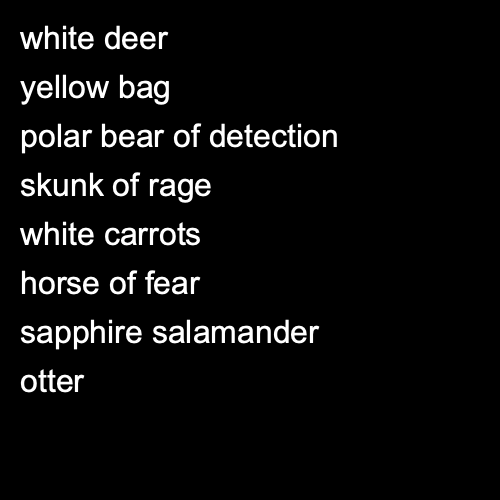 white deer
yellow bag
polar bear of detection
skunk of rage
white carrots
horse of fear
sapphire salamander
otter